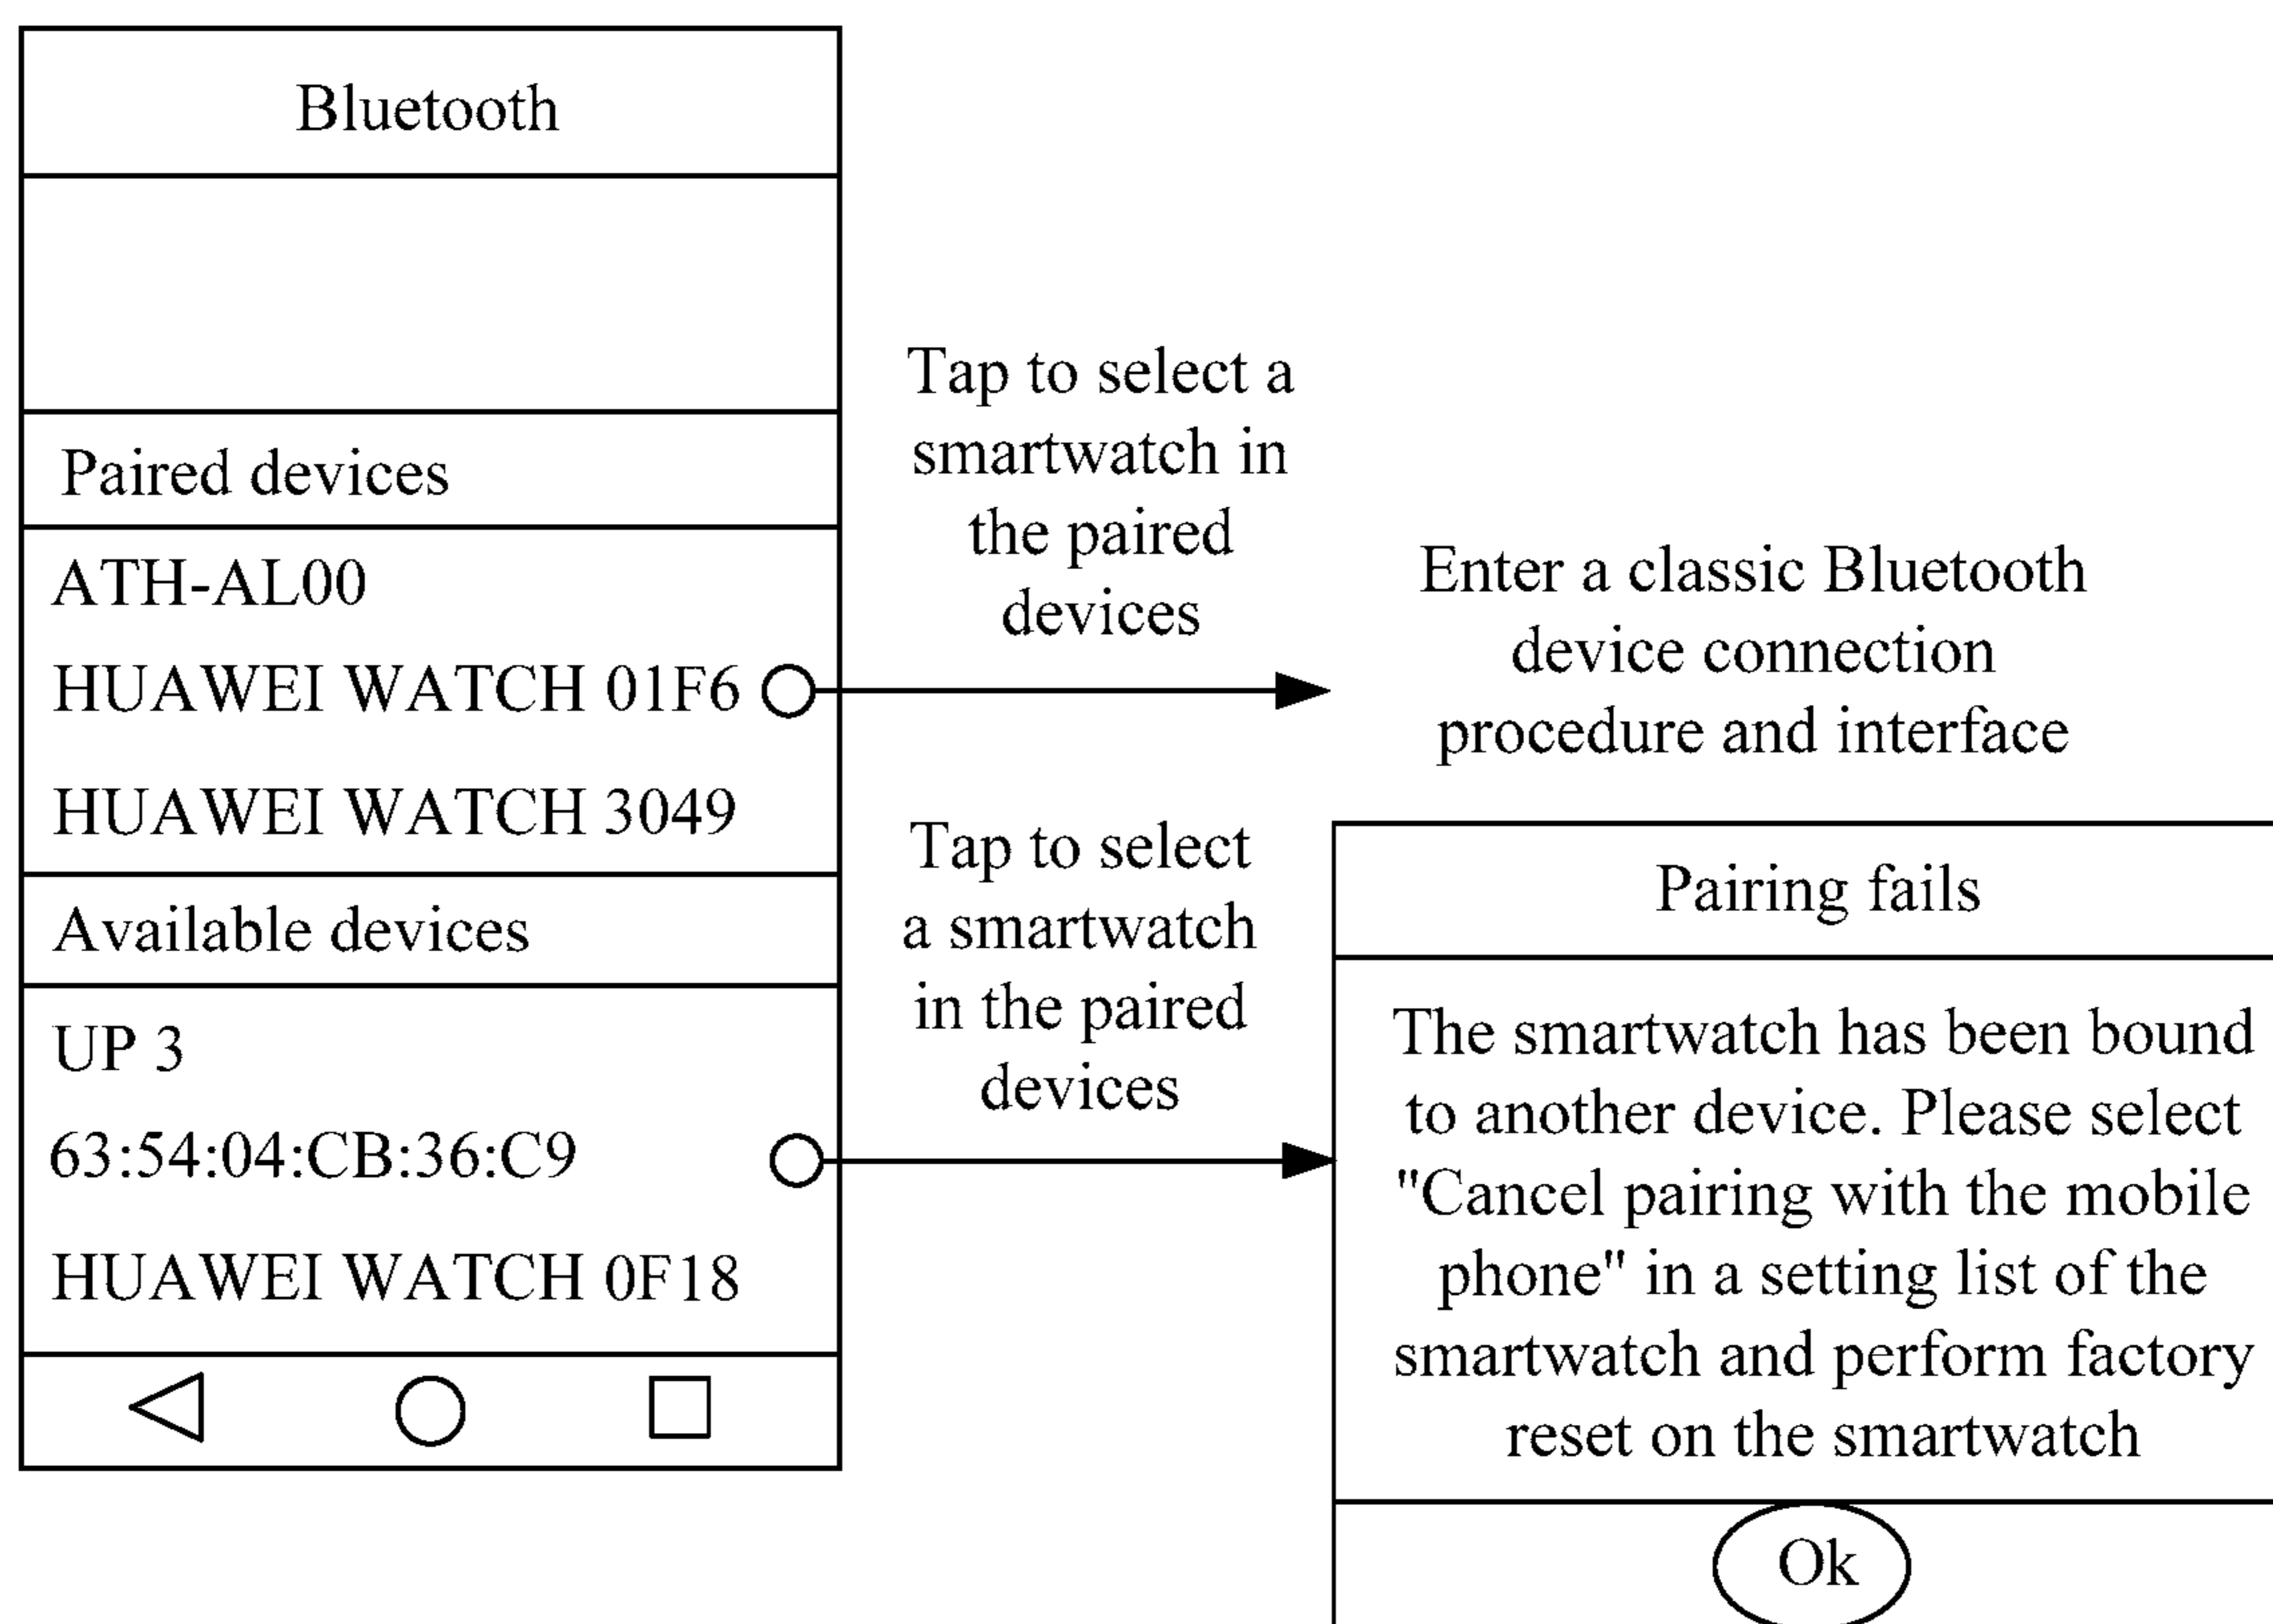 Bluetooth
Paired devices
ATH-AL00
HUAWEI WATCH 01F6
HUAWEI WATCH 3049
Available devices
UP 3
63:54:04:CB:36:C9
HUAWEI WATCH 0F18
Tap to select a
smartwatch in
the paired
devices
Enter a classic Bluetooth
device connection
procedure and interface
Tap to select
a smartwatch
in the paired
devices
Pairing fails
The smartwatch has been bound
to another device. Please select
"Cancel pairing with the mobile
phone" in a setting list of the
smartwatch and perform factory
reset on the smartwatch
Ok